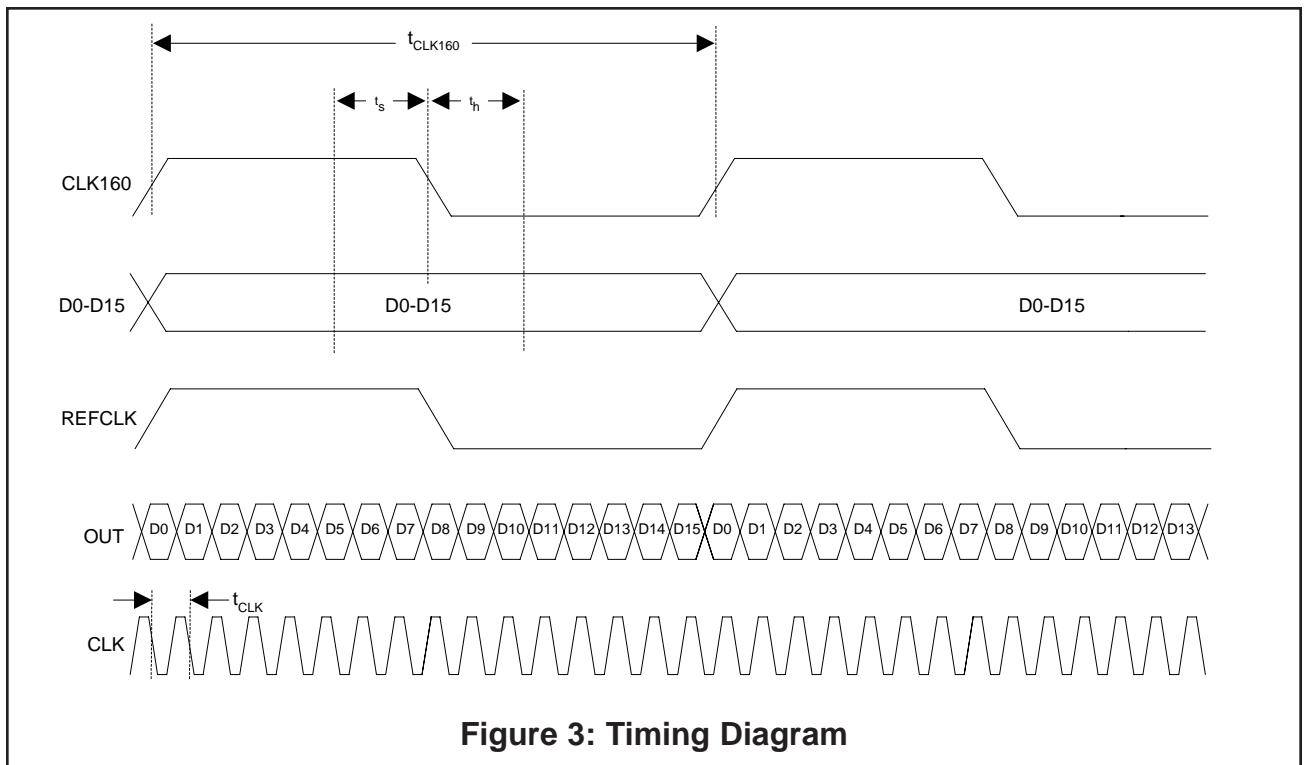 tCLK160
ts th
CLK160
D0-D15 D0-D15 D0-D15
REFCLK
OUT D0 D1 D2 D3 D4 D5 D6 D7 D8 D9 D10 D11 D12 D13 D14 D15 D0 D1 D2 D3 D4 D5 D6 D7 D8 D9 D10 D11 D12 D13
tCLK
CLK
Figure 3: Timing Diagram